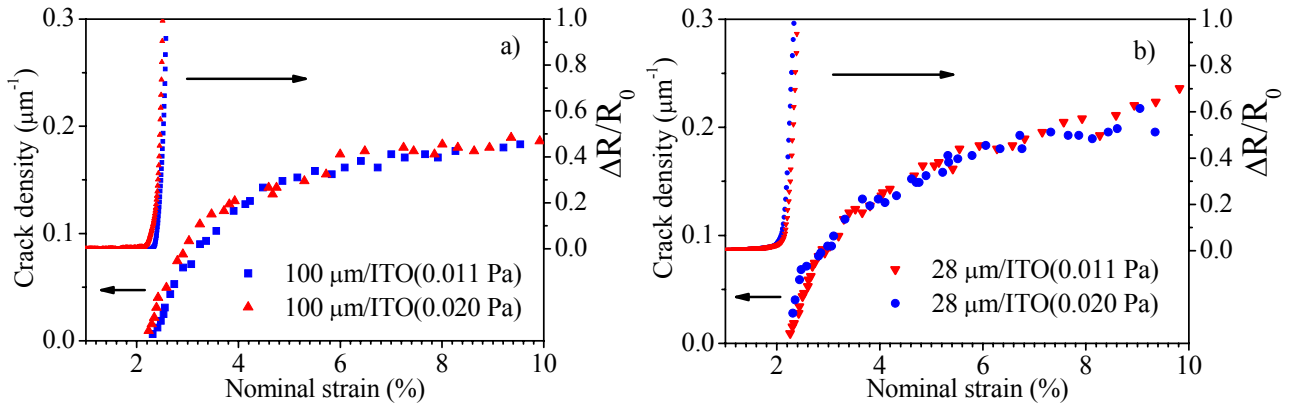 a)
Crack density (μm⁻¹)
0.3
0.2
0.1
0.0
1.0
0.8
0.6
0.4
0.2
0.0
ΔR/R₀
100 μm/ITO(0.011 Pa)
100 μm/ITO(0.020 Pa)
2 4 6 8 10
Nominal strain (%)
b)
Crack density (μm⁻¹)
0.3
0.2
0.1
0.0
1.0
0.8
0.6
0.4
0.2
0.0
ΔR/R₀
28 μm/ITO(0.011 Pa)
28 μm/ITO(0.020 Pa)
2 4 6 8 10
Nominal strain (%)